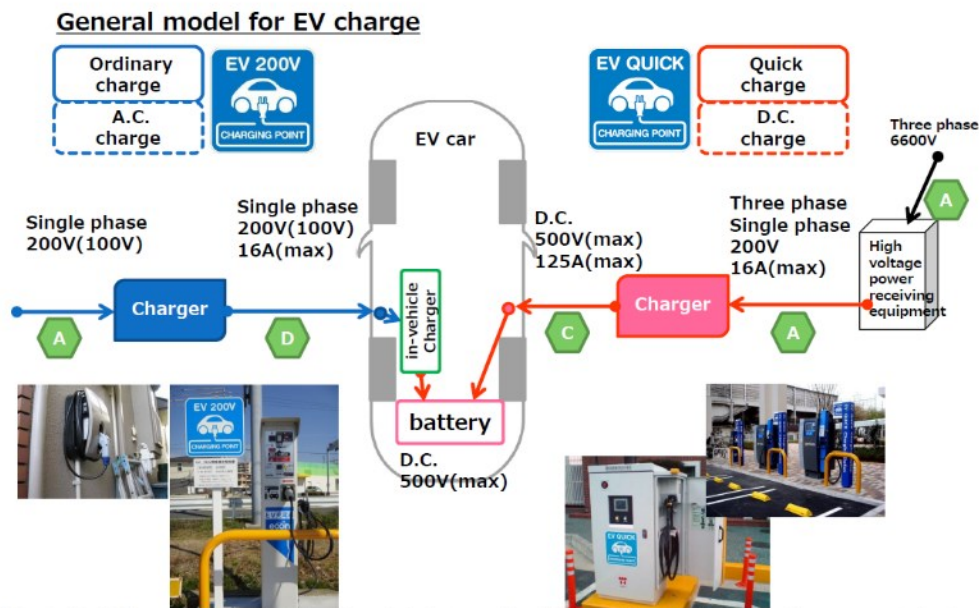 General model for EV charge
Ordinary
charge
A.C.
charge
EV 200V
CHARGING POINT
EV QUICK
CHARGING POINT
Quick
charge
D.C.
charge
EV car
Three phase
6600V
A
Single phase
200V(100V)
Single phase
200V(100V)
16A(max)
D.C.
500V(max)
125A(max)
Three phase
Single phase
200V
16A(max)
High
voltage
power
receiving
equipment
Charger
in-vehicle
Charger
Charger
A
D
C
A
battery
D.C.
500V(max)
EV 200V
CHARGING POINT
EV QUICK
CHARGING POINT